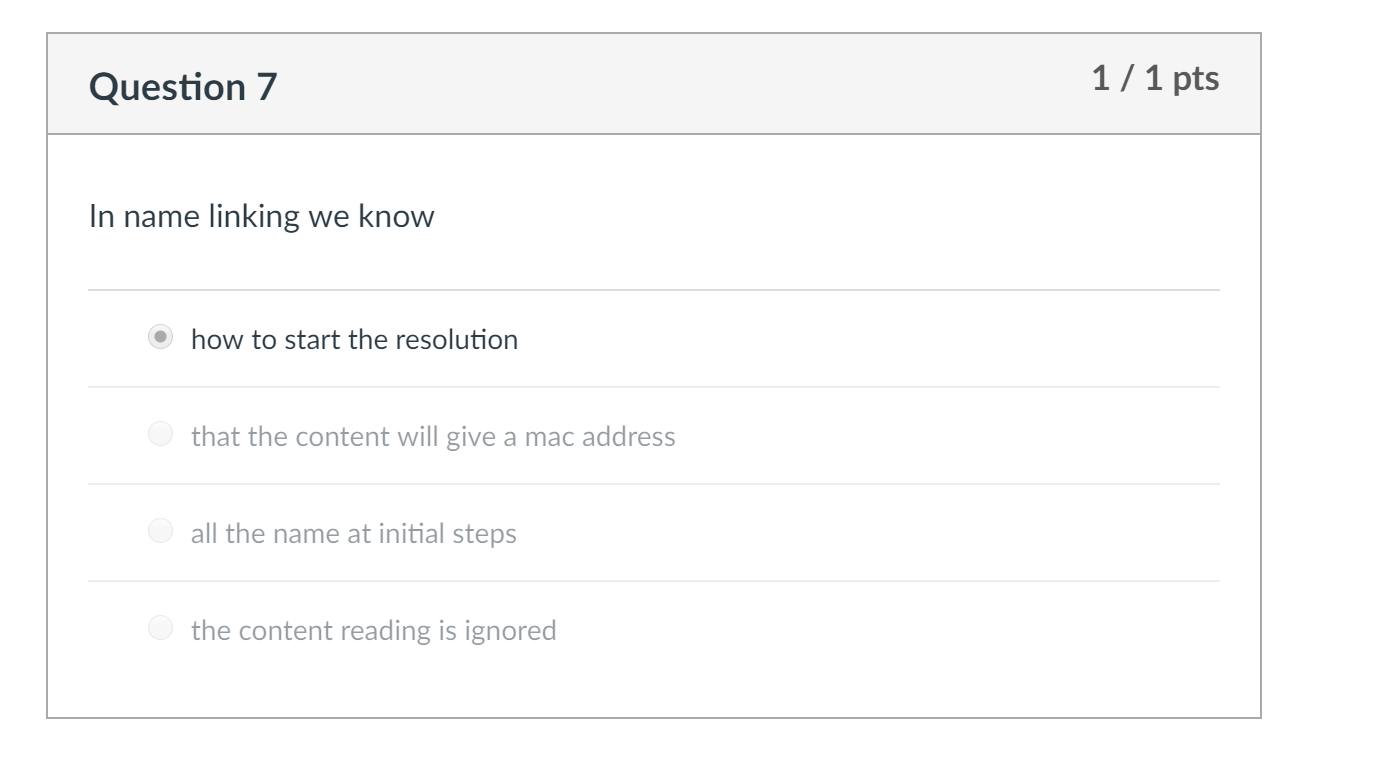 Question 7
1 / 1 pts
In name linking we know
how to start the resolution
that the content will give a mac address
all the name at initial steps
the content reading is ignored